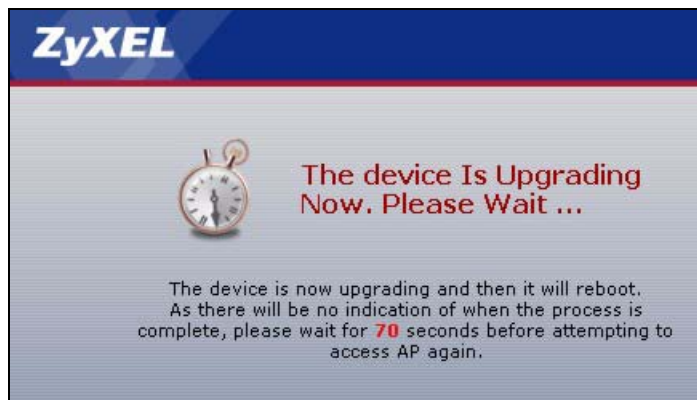 ZyXEL
The device Is Upgrading
Now. Please Wait ...
The device is now upgrading and then it will reboot.
As there will be no indication of when the process is
complete, please wait for 70 seconds before attempting to
access AP again.